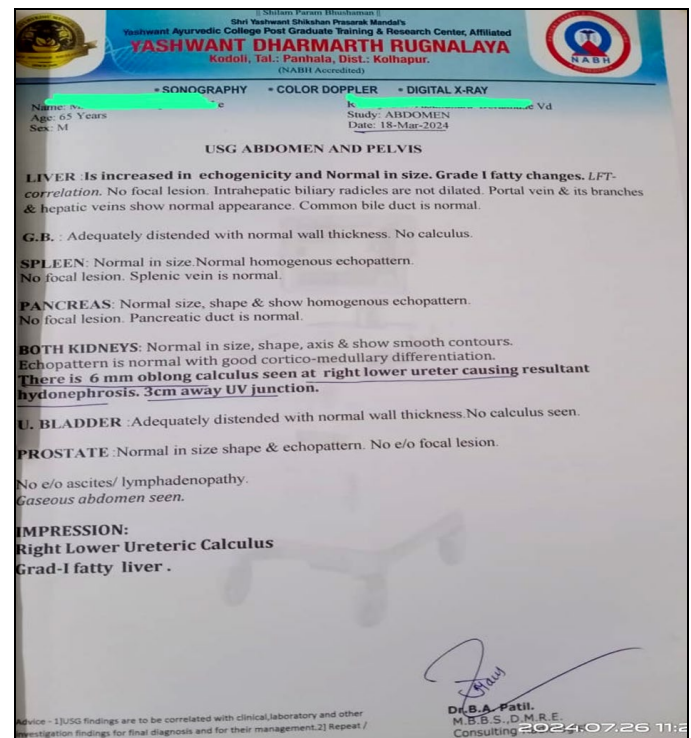 || Shilam Param Bhushanam ||
Shri Yashwant Shikshan Prasarak Mandal's
Yashwant Ayurvedic College Post Graduate Training & Research Center, Affiliated
YASHWANT DHARMARTH RUGNALAYA
Kodoli, Tal.: Panhala, Dist.: Kolhapur.
(NABH Accredited)
NABH
• SONOGRAPHY • COLOR DOPPLER • DIGITAL X-RAY
Name: Vd
Age: 65 Years Study: ABDOMEN
Sex: M Date: 18-Mar-2024
USG ABDOMEN AND PELVIS
LIVER :Is increased in echogenicity and Normal in size. Grade I fatty changes. LFT-
correlation. No focal lesion. Intrahepatic biliary radicles are not dilated. Portal vein & its branches
& hepatic veins show normal appearance. Common bile duct is normal.
G.B. : Adequately distended with normal wall thickness. No calculus.
SPLEEN: Normal in size.Normal homogenous echopattern.
No focal lesion. Splenic vein is normal.
PANCREAS: Normal size, shape & show homogenous echopattern.
No focal lesion. Pancreatic duct is normal.
BOTH KIDNEYS: Normal in size, shape, axis & show smooth contours.
Echopattern is normal with good cortico-medullary differentiation.
There is 6 mm oblong calculus seen at right lower ureter causing resultant
hydonephrosis. 3cm away UV junction.
U. BLADDER :Adequately distended with normal wall thickness.No calculus seen.
PROSTATE :Normal in size shape & echopattern. No e/o focal lesion.
No e/o ascites/ lymphadenopathy.
Gaseous abdomen seen.
IMPRESSION:
Right Lower Ureteric Calculus
Grad-I fatty liver .
Dr.B.A. Patil.
M.B.B.S.,D.M.R.E.
Consulting
Advice - 1]USG findings are to be correlated with clinical,laboratory and other
investigation findings for final diagnosis and for their management.2] Repeat /
2024.07.26 11:2